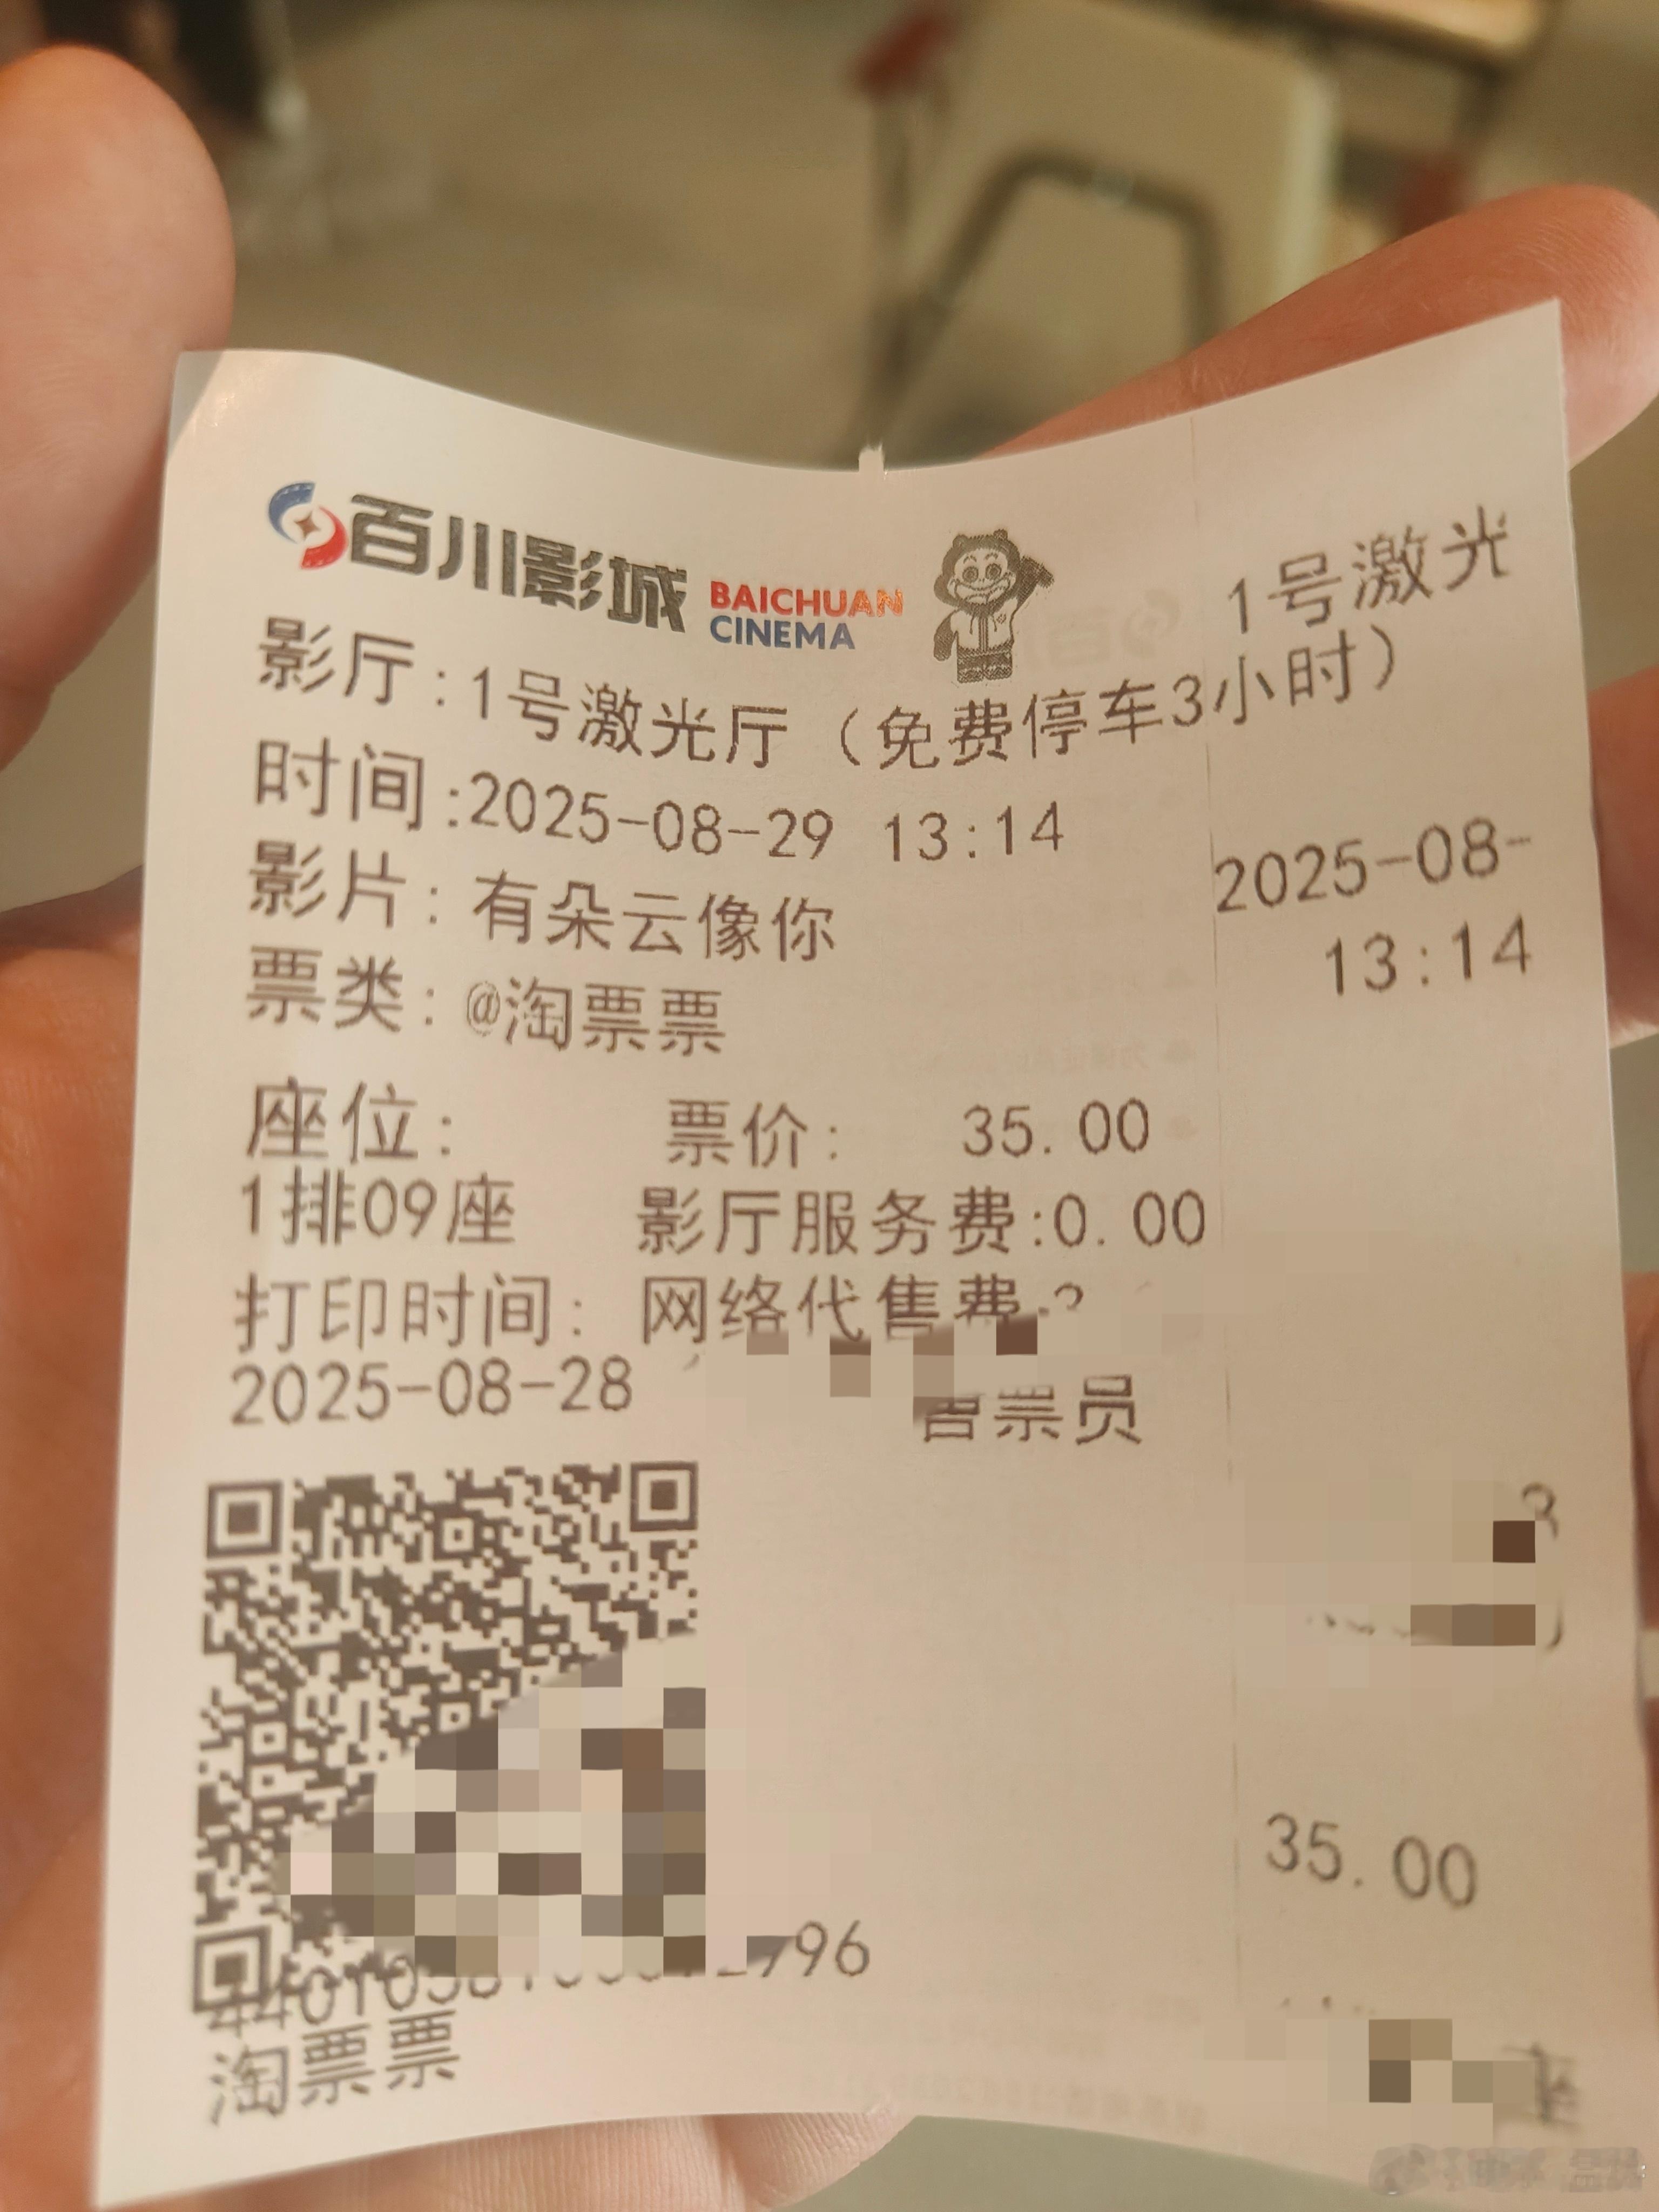 百川影城 BAICHUAN CINEMA
影厅:1号激光厅（免费停车3小时）
时间:2025-08-29 13:14
影片:有朵云像你
票类:@淘票票
座位: 票价: 35.00
1排09座 影厅服务费:0.00
打印时间: 网络代售费
2025-08-28
售票员
96
淘票票
1号激光
2025-08-
13:14
35.00
座